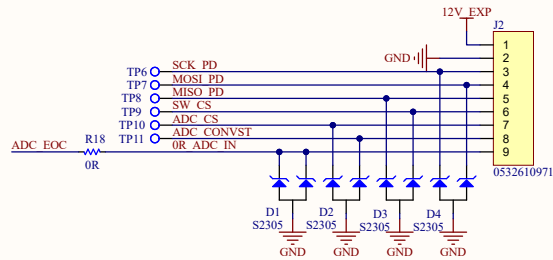 12V_EXP
J2
1
GND 2
TP6 SCK_PD 3
TP7 MOSI_PD 4
TP8 MISO_PD 5
TP9 SW_CS 6
TP10 ADC_CS 7
TP11 ADC_CONVST 8
ADC_EOC R18 0R_ADC_IN 9
0R
0532610971
D1 D2 D3 D4
S2305 S2305 S2305 S2305
GND GND GND GND